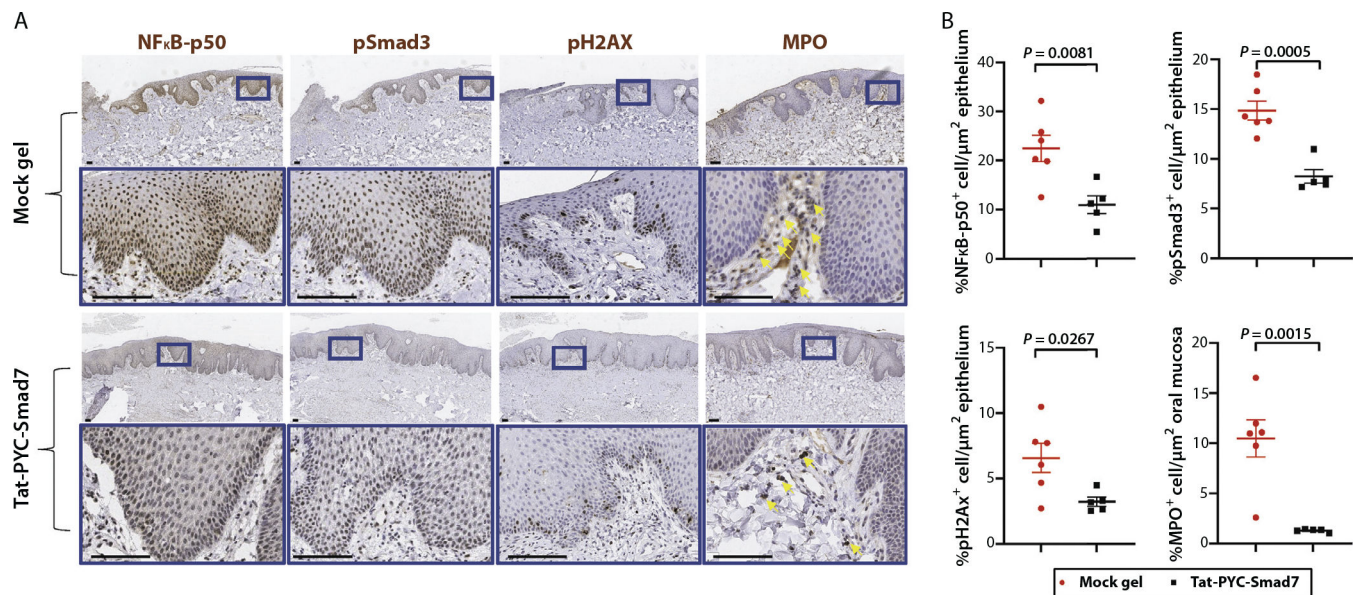 A
NFκB-p50 pSmad3 pH2AX MPO
Mock gel
Tat-PYC-Smad7
B
P = 0.0081
%NFκB-p50+ cell/μm2 epithelium
40
30
20
10
0
P = 0.0005
%pSmad3+ cell/μm2 epithelium
20
15
10
5
0
P = 0.0267
%pH2Ax+ cell/μm2 epithelium
15
10
5
0
P = 0.0015
%MPO+ cell/μm2 oral mucosa
20
15
10
5
0
Mock gel Tat-PYC-Smad7